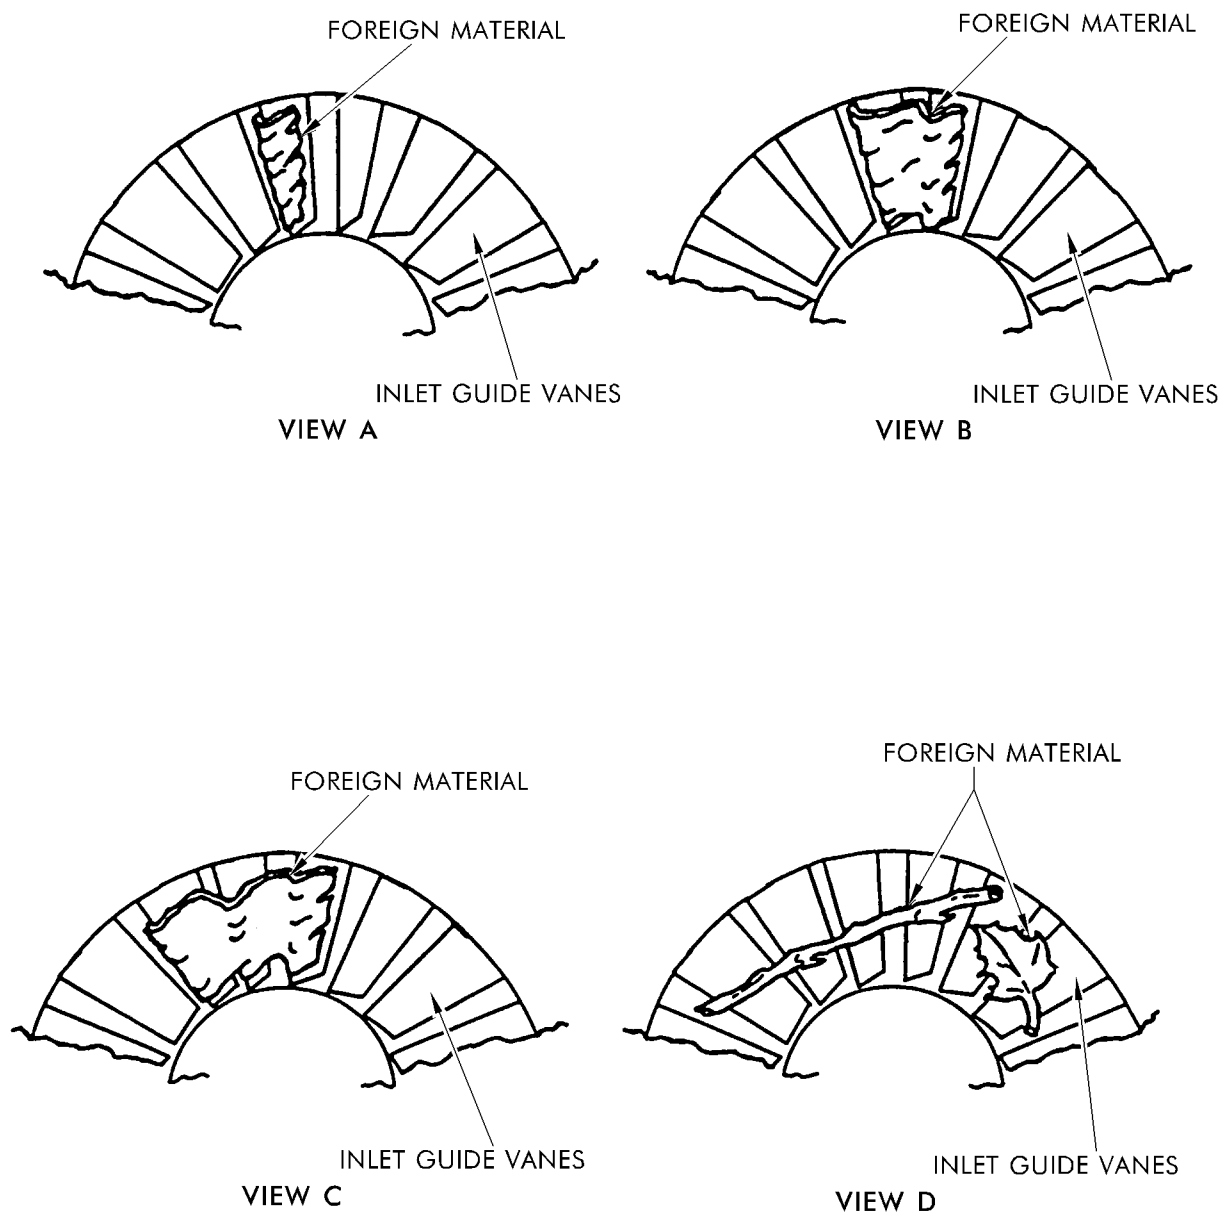 FOREIGN MATERIAL
INLET GUIDE VANES
VIEW A
FOREIGN MATERIAL
INLET GUIDE VANES
VIEW B
FOREIGN MATERIAL
INLET GUIDE VANES
VIEW C
FOREIGN MATERIAL
INLET GUIDE VANES
VIEW D